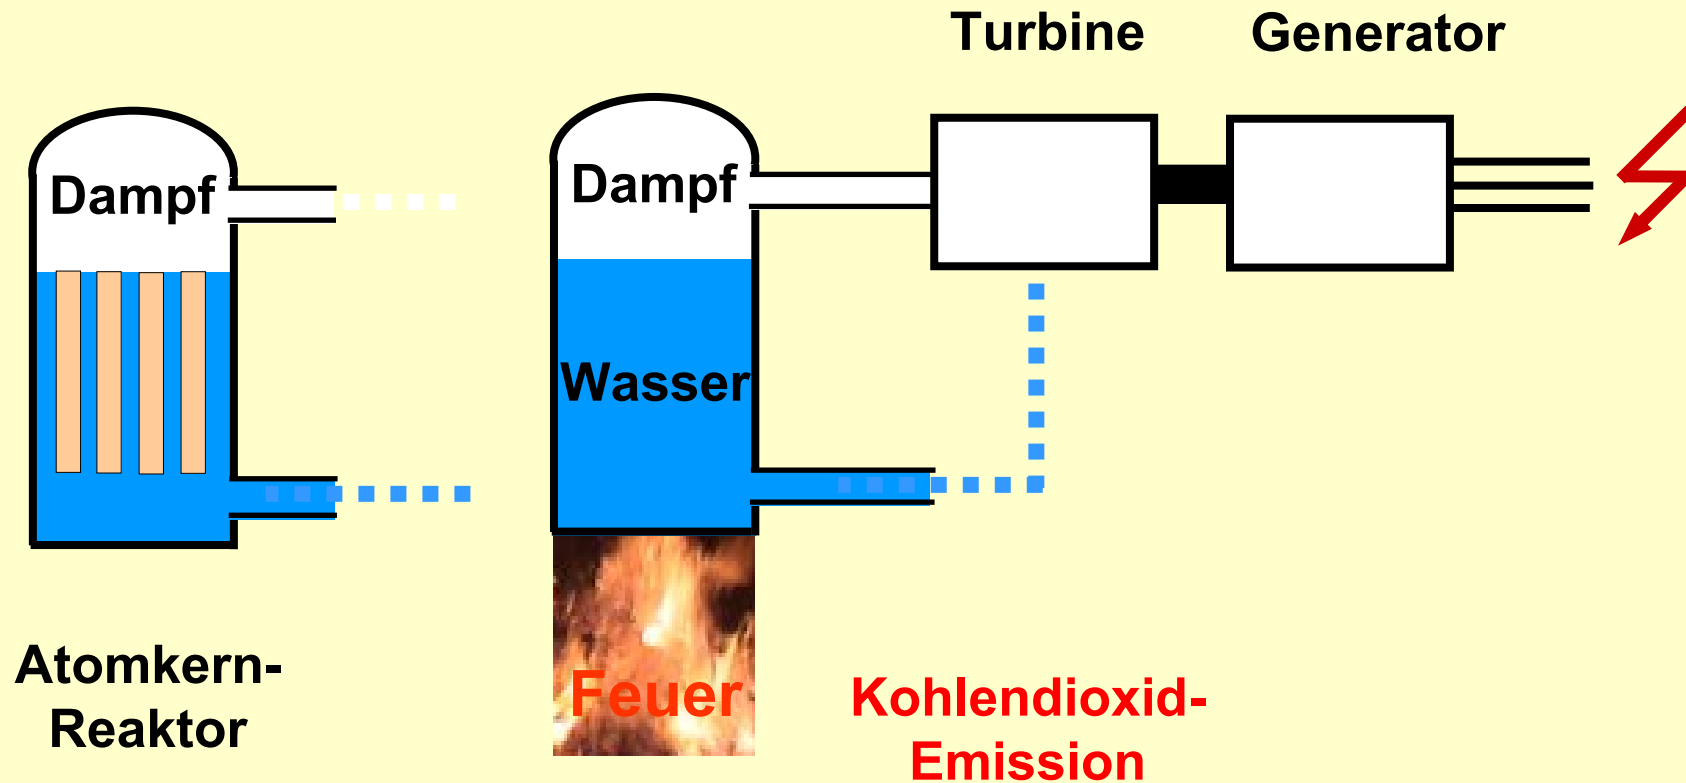 Turbine
Generator
Dampf
Dampf
Wasser
Atomkern-
Reaktor
Feuer
Kohlendioxid-
Emission